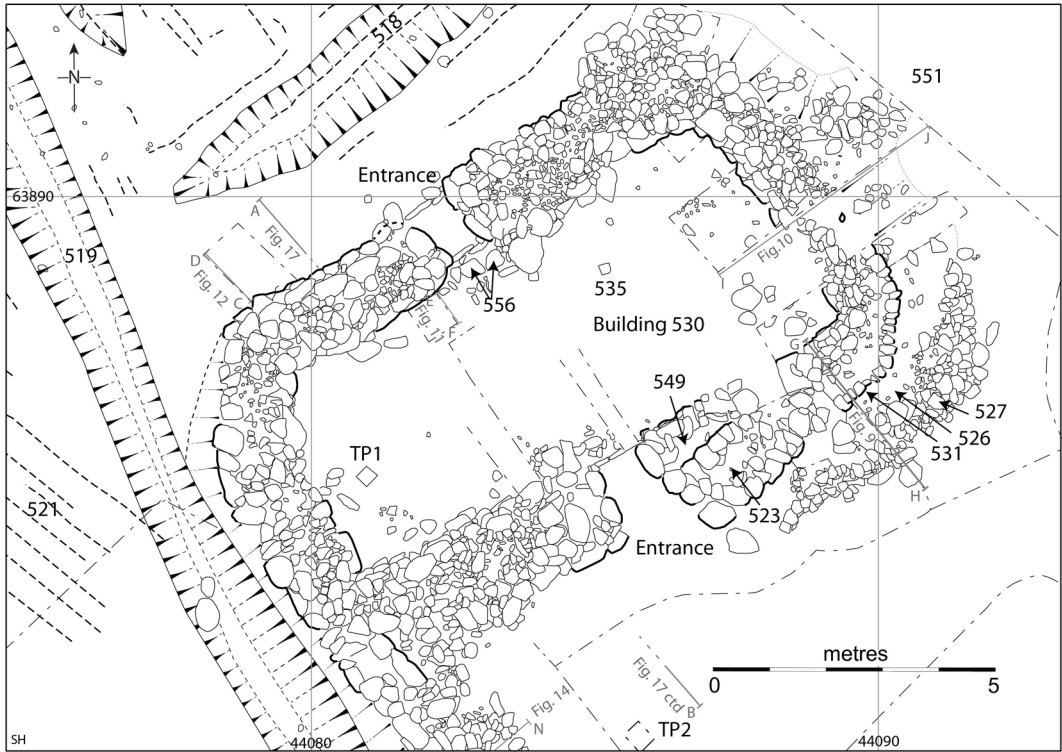 518
551
N
Entrance
J
63890
A
Fig. 17
Fig.10
519
D
Fig. 12
C
I
556
535
E
Fig. 11
Building 530
G
549
527
526
531
Fig. 9
TP1
H
521
523
Entrance
metres
0
5
Fig. 17 ctd
B
Fig. 14
N
TP2
SH
44080
44090